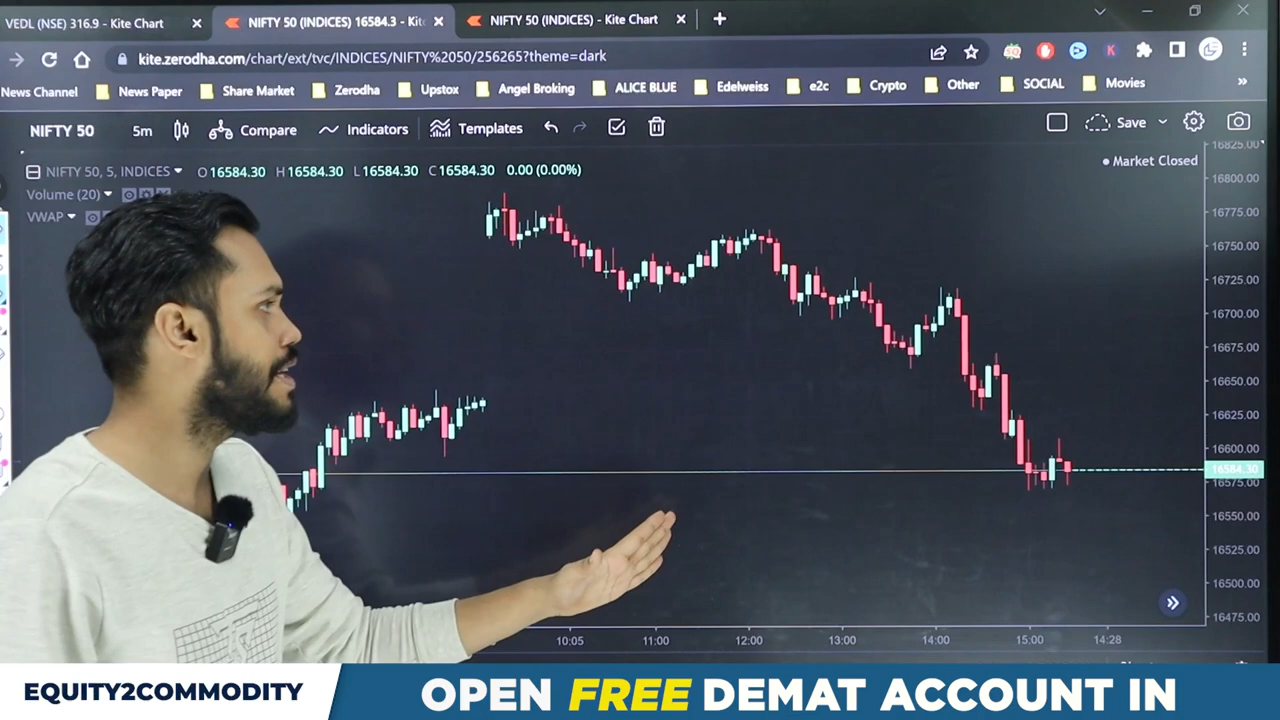 VEDL (NSE) 316.9 - Kite Chart
NIFTY 50 (INDICES) 16584.3 - Kit
NIFTY 50 (INDICES) - Kite Chart
kite.zerodha.com/chart/ext/tvc/INDICES/NIFTY%2050/256265?theme=dark
News Channel News Paper Share Market Zerodha Upstox Angel Broking ALICE BLUE Edelweiss e2c Crypto Other SOCIAL Movies
NIFTY 50 5m Compare Indicators Templates Save
NIFTY 50, 5, INDICES O 16584.30 H 16584.30 L 16584.30 C 16584.30 0.00 (0.00%)
Market Closed
Volume (20)
VWAP
16825.00
16800.00
16775.00
16750.00
16725.00
16700.00
16675.00
16650.00
16625.00
16600.00
16584.30
16575.00
16550.00
16525.00
16500.00
16475.00
10:05 11:00 12:00 13:00 14:00 15:00 14:28
EQUITY2COMMODITY
OPEN FREE DEMAT ACCOUNT IN